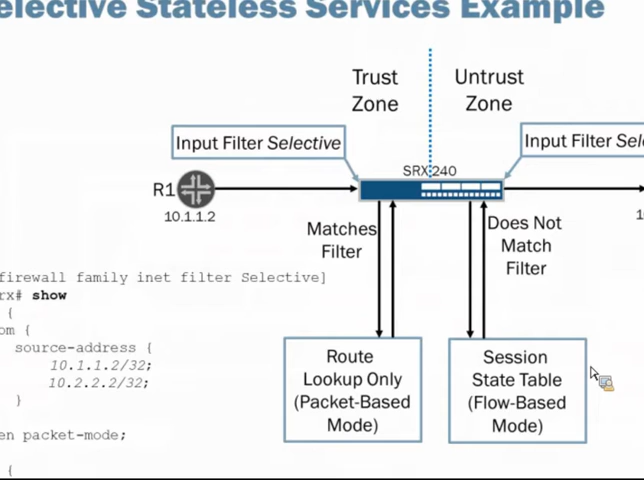 elective Stateless Services Example
Trust
Zone
Untrust
Zone
Input Filter Selective
Input Filter Sele
SRX 240
R1
10.1.1.2
1
Matches
Filter
Does Not
Match
Filter
firewall family inet filter Selective]
rx# show
{
om {
source-address {
10.1.1.2/32;
10.2.2.2/32;
}
en packet-mode;
{
Route
Lookup Only
(Packet-Based
Mode)
Session
State Table
(Flow-Based
Mode)